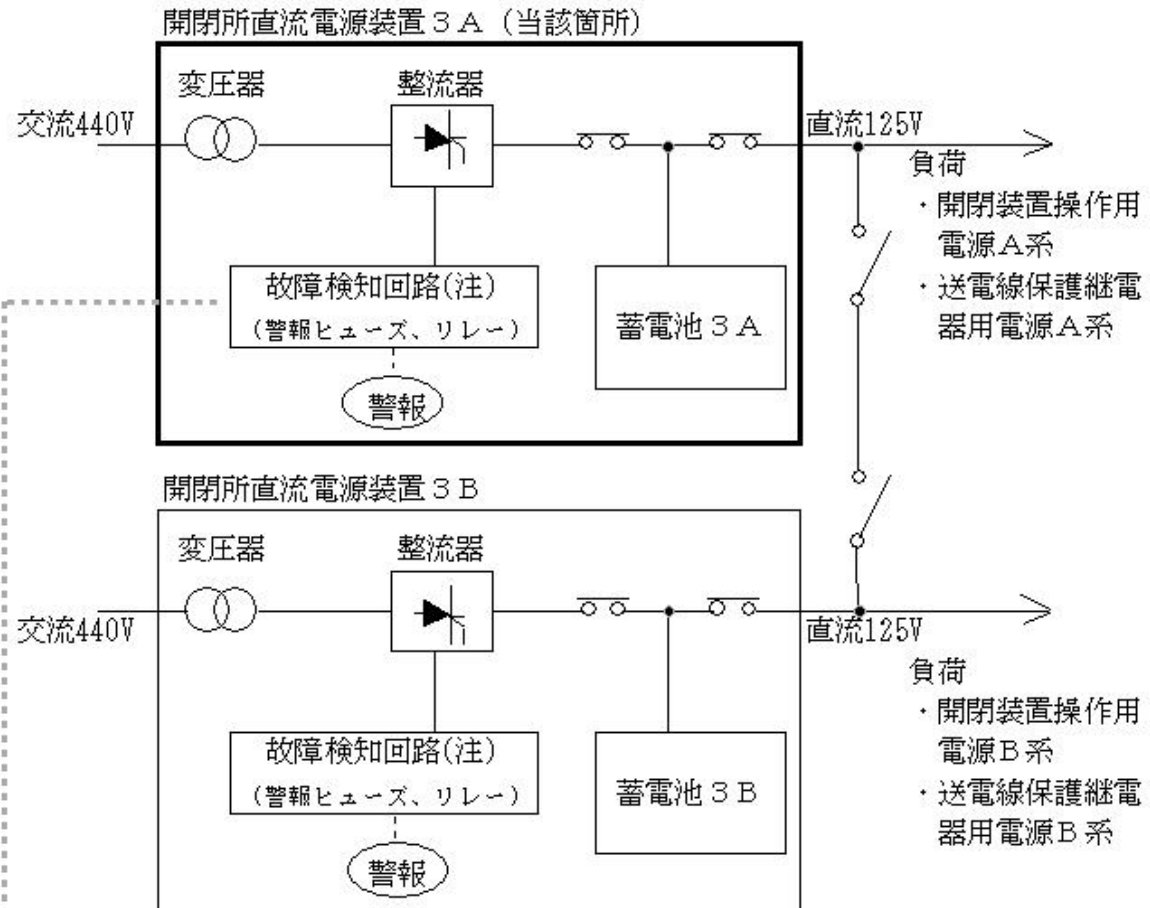 開閉所直流電源装置３Ａ（当該箇所）
変圧器
整流器
交流440V
直流125V
負荷
・開閉装置操作用
電源Ａ系
・送電線保護継電
器用電源Ａ系
故障検知回路(注)
(警報ヒューズ、リレー)
警報
蓄電池３Ａ
開閉所直流電源装置３Ｂ
変圧器
整流器
交流440V
直流125V
負荷
・開閉装置操作用
電源Ｂ系
・送電線保護継電
器用電源Ｂ系
故障検知回路(注)
(警報ヒューズ、リレー)
警報
蓄電池３Ｂ